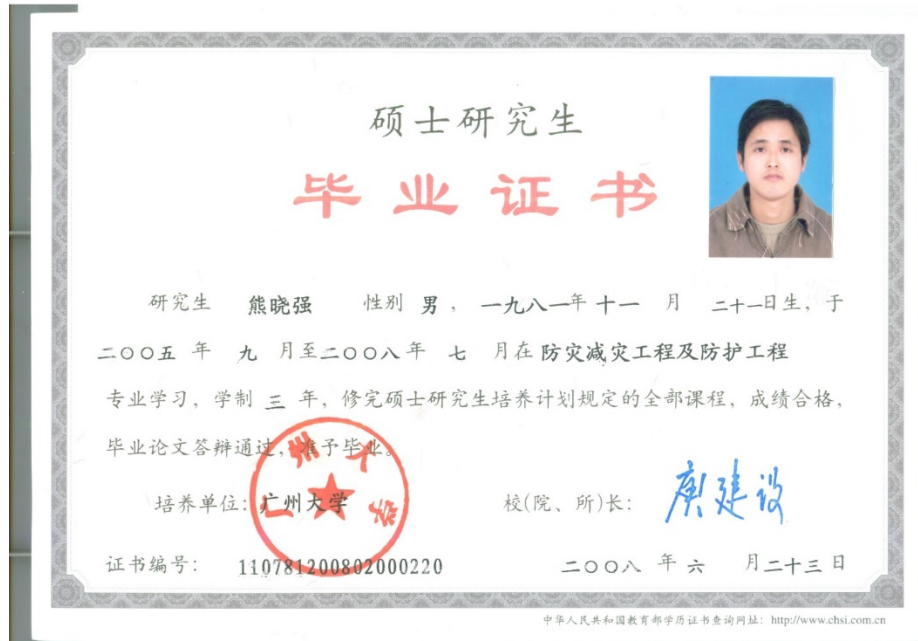 硕士研究生
毕业证书
研究生 熊晓强 性别 男，一九八一年十一月二十一日生，于
二〇〇五年九月至二〇〇八年七月在防灾减灾工程及防护工程
专业学习，学制三年，修完硕士研究生培养计划规定的全部课程，成绩合格，
毕业论文答辩通过，准予毕业。
培养单位：广州大学 校(院、所)长：庾建设
广州大学
证书编号：110781200802000220 二〇〇八年六月二十三日
中华人民共和国教育部学历证书查询网址：http://www.chsi.com.cn